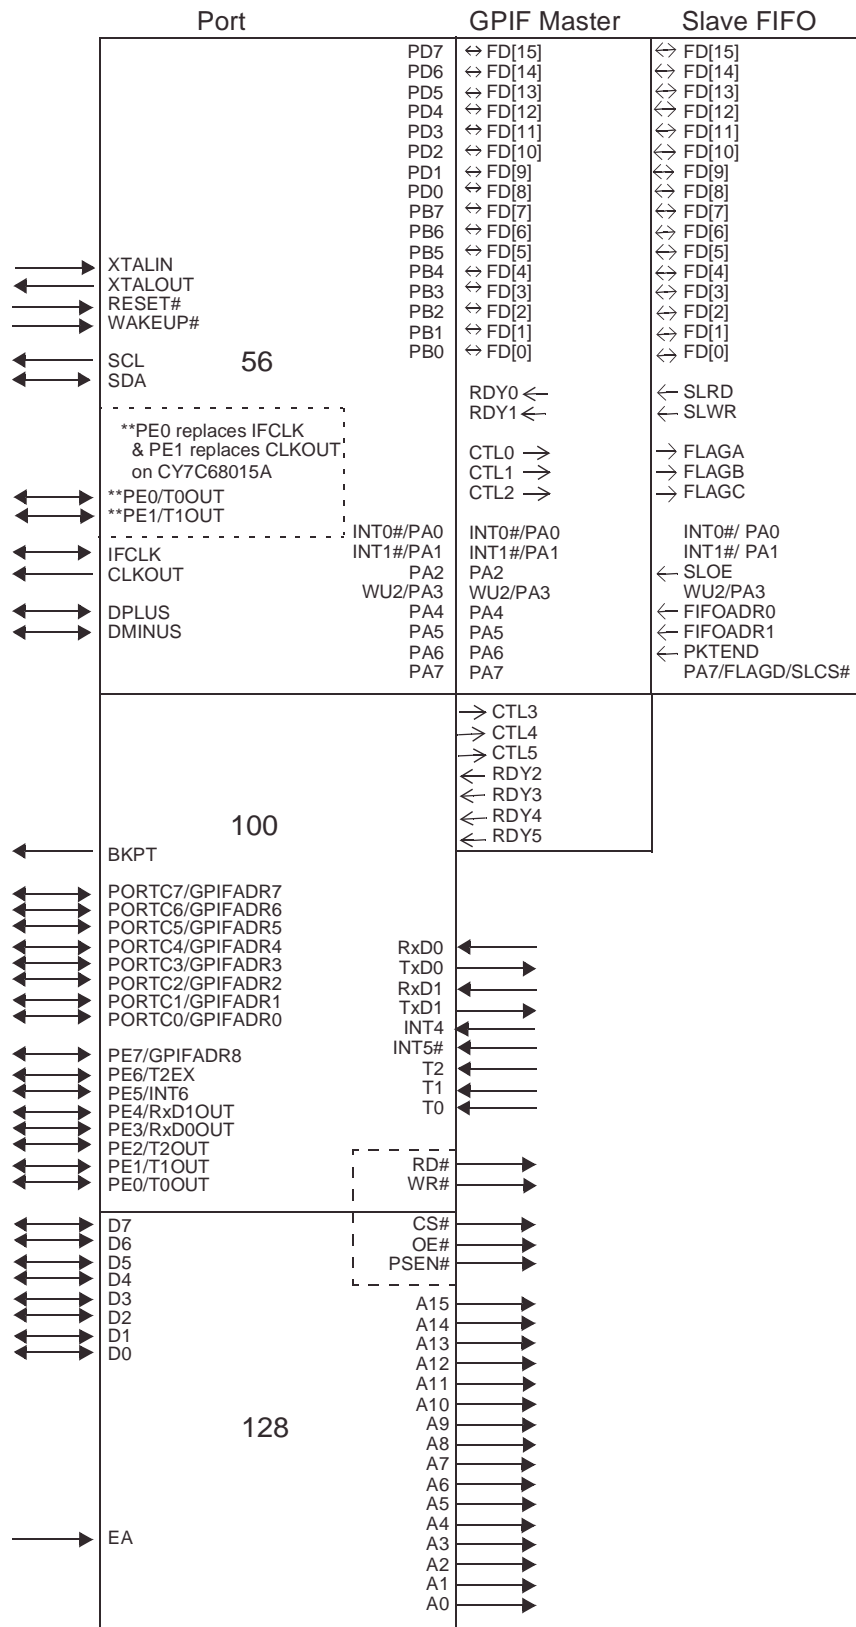 Port GPIF Master Slave FIFO
PD7 FD[15] FD[15]
PD6 FD[14] FD[14]
PD5 FD[13] FD[13]
PD4 FD[12] FD[12]
PD3 FD[11] FD[11]
PD2 FD[10] FD[10]
PD1 FD[9] FD[9]
PD0 FD[8] FD[8]
PB7 FD[7] FD[7]
PB6 FD[6] FD[6]
PB5 FD[5] FD[5]
XTALIN PB4 FD[4] FD[4]
XTALOUT PB3 FD[3] FD[3]
RESET# PB2 FD[2] FD[2]
WAKEUP# PB1 FD[1] FD[1]
SCL 56 PB0 FD[0] FD[0]
SDA
RDY0 SLRD
RDY1 SLWR
**PE0 replaces IFCLK
& PE1 replaces CLKOUT CTL0 FLAGA
on CY7C68015A CTL1 FLAGB
**PE0/T0OUT CTL2 FLAGC
**PE1/T1OUT
INT0#/PA0 INT0#/PA0 INT0#/ PA0
IFCLK INT1#/PA1 INT1#/PA1 INT1#/ PA1
CLKOUT PA2 PA2 SLOE
WU2/PA3 WU2/PA3 WU2/PA3
DPLUS PA4 PA4 FIFOADR0
DMINUS PA5 PA5 FIFOADR1
PA6 PA6 PKTEND
PA7 PA7 PA7/FLAGD/SLCS#
CTL3
CTL4
CTL5
RDY2
RDY3
RDY4
100
RDY5
BKPT
PORTC7/GPIFADR7
PORTC6/GPIFADR6
PORTC5/GPIFADR5
PORTC4/GPIFADR4 RxD0
PORTC3/GPIFADR3 TxD0
PORTC2/GPIFADR2 RxD1
PORTC1/GPIFADR1 TxD1
PORTC0/GPIFADR0 INT4
INT5#
PE7/GPIFADR8 T2
PE6/T2EX T1
PE5/INT6 T0
PE4/RxD1OUT
PE3/RxD0OUT
PE2/T2OUT
PE1/T1OUT RD#
PE0/T0OUT WR#
D7 CS#
D6 OE#
D5 PSEN#
D4
D3 A15
D2 A14
D1 A13
D0 A12
A11
A10
128 A9
A8
A7
A6
A5
A4
EA A3
A2
A1
A0